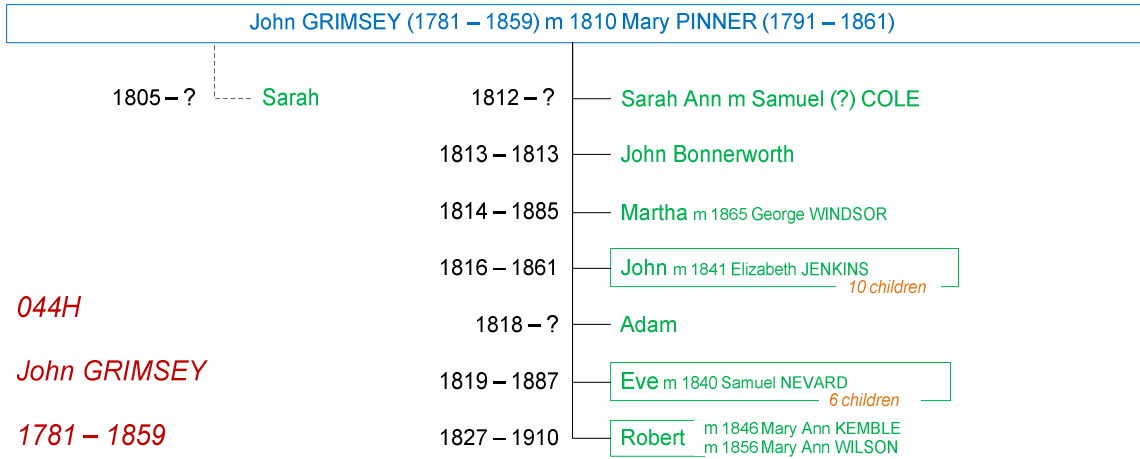 John GRIMSEY (1781 – 1859) m 1810 Mary PINNER (1791 – 1861)
1805 – ? Sarah
1812 – ? Sarah Ann m Samuel (?) COLE
1813 – 1813 John Bonnerworth
1814 – 1885 Martha m 1865 George WINDSOR
1816 – 1861 John m 1841 Elizabeth JENKINS
10 children
1818 – ? Adam
1819 – 1887 Eve m 1840 Samuel NEVARD
6 children
1827 – 1910 Robert m 1846 Mary Ann KEMBLE
m 1856 Mary Ann WILSON
044H
John GRIMSEY
1781 – 1859